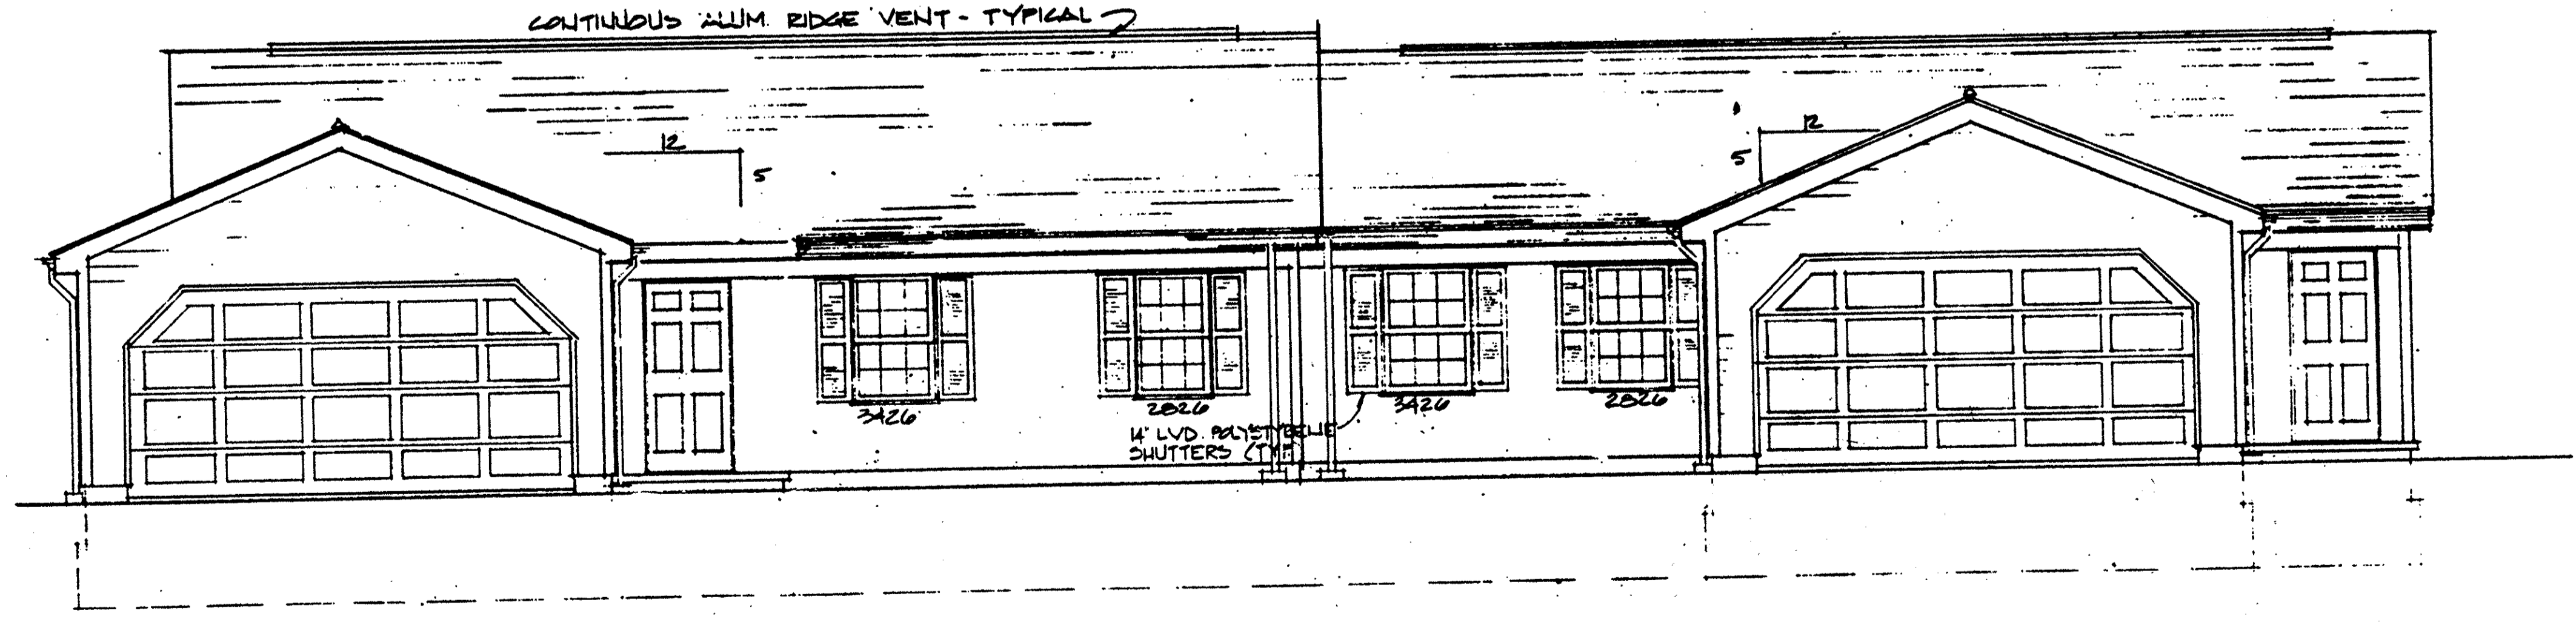 CONTINUOUS ALUM. RIDGE VENT - TYPICAL
12
5
12
5
3426
2826
3426
2826
14" LVD. POLYSTYRENE
SHUTTERS (TYP.